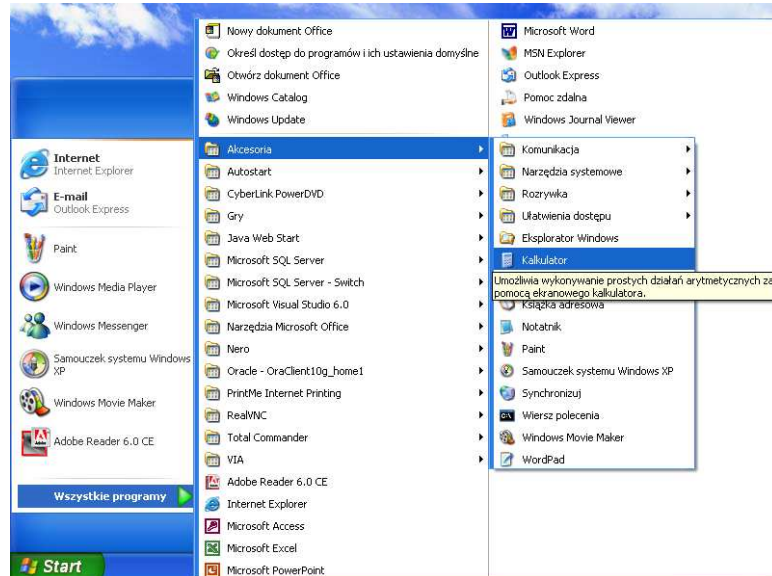 Internet
Internet Explorer
E-mail
Outlook Express
Paint
Windows Media Player
Windows Messenger
Samouczek systemu Windows
XP
Windows Movie Maker
Adobe Reader 6.0 CE
Wszystkie programy
Start
Nowy dokument Office
Określ dostęp do programów i ich ustawienia domyślne
Otwórz dokument Office
Windows Catalog
Windows Update
Akcesoria
Autostart
CyberLink PowerDVD
Gry
Java Web Start
Microsoft SQL Server
Microsoft SQL Server - Switch
Microsoft Visual Studio 6.0
Narzędzia Microsoft Office
Nero
Oracle - OraClient10g_home1
PrintMe Internet Printing
RealVNC
Total Commander
VIA
Adobe Reader 6.0 CE
Internet Explorer
Microsoft Access
Microsoft Excel
Microsoft PowerPoint
Microsoft Word
MSN Explorer
Outlook Express
Pomoc zdalna
Windows Journal Viewer
Komunikacja
Narzędzia systemowe
Rozrywka
Ułatwienia dostępu
Eksplorator Windows
Kalkulator
Umożliwia wykonywanie prostych działań arytmetycznych za
pomocą ekranowego kalkulatora.
Książka adresowa
Notatnik
Paint
Samouczek systemu Windows XP
Synchronizuj
Wiersz polecenia
Windows Movie Maker
WordPad